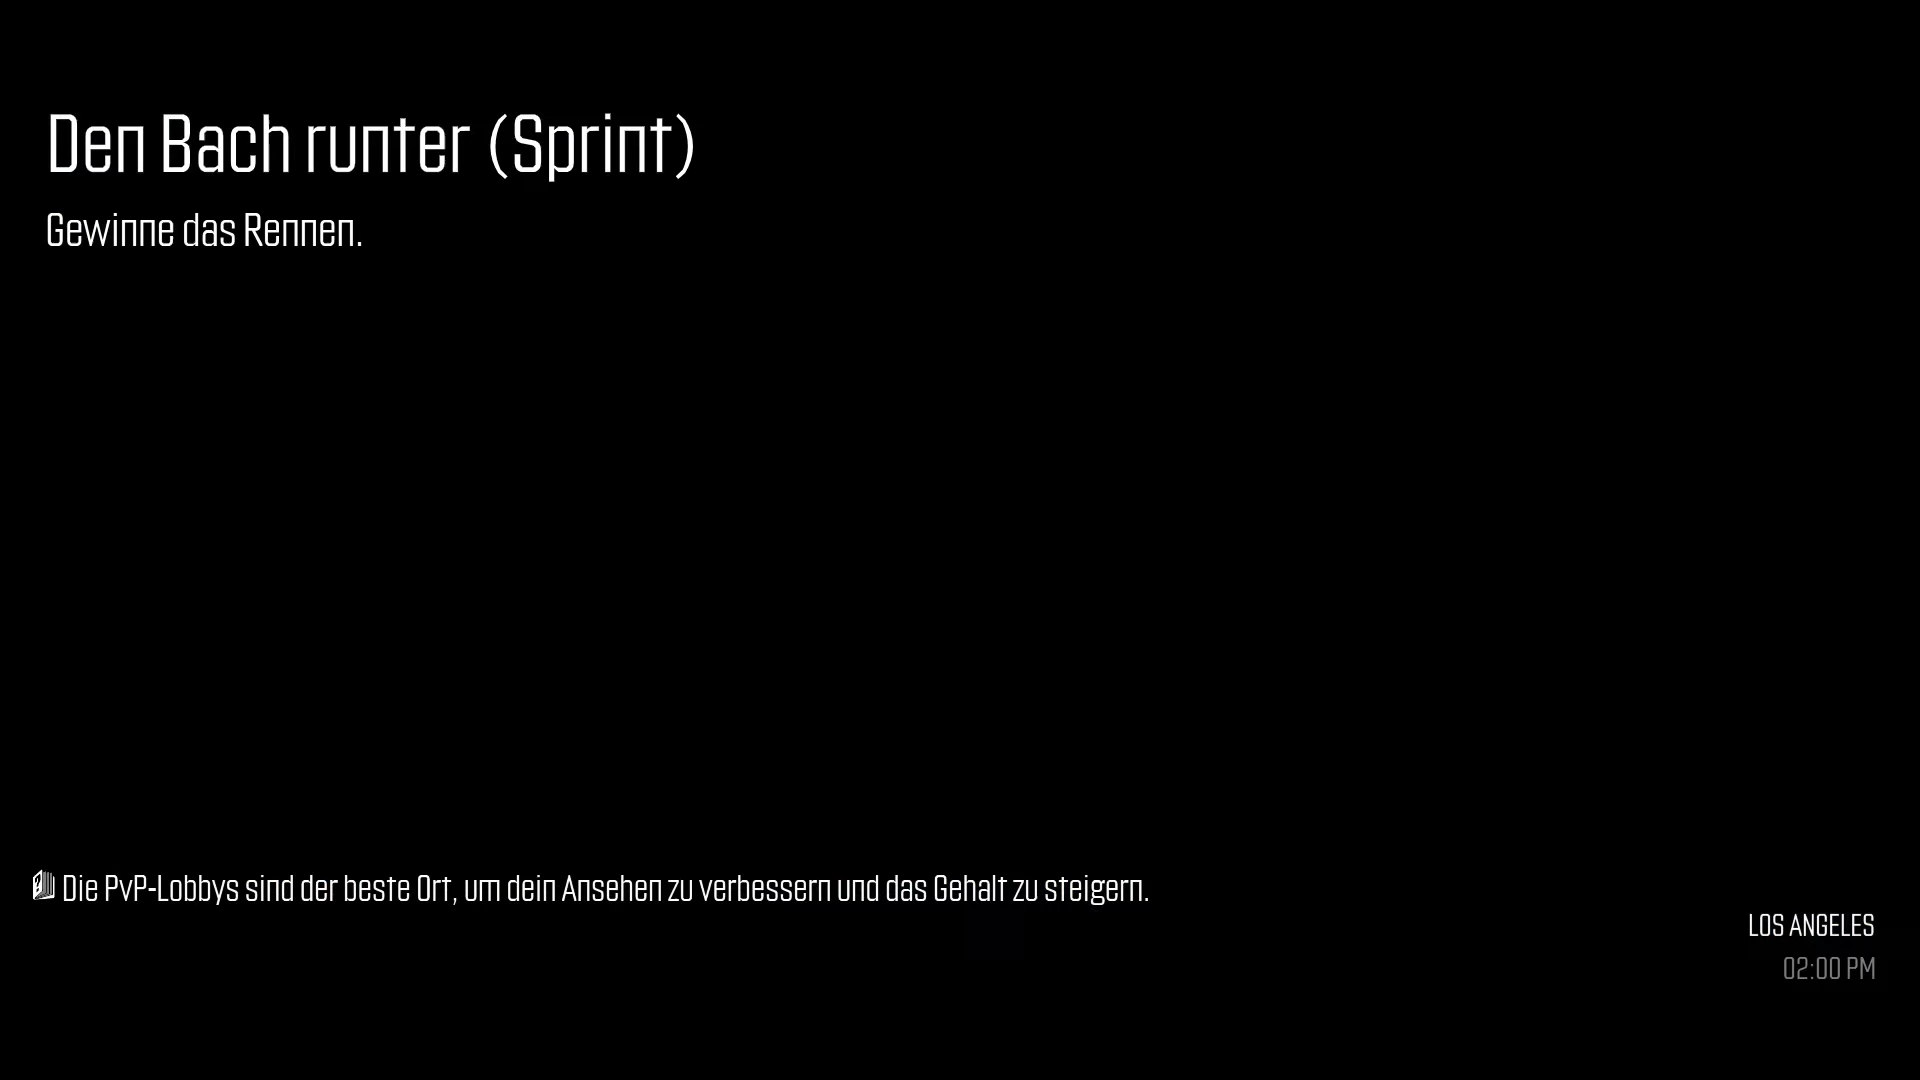 Den Bach runter (Sprint)
Gewinne das Rennen.
Die PvP-Lobbys sind der beste Ort, um dein Ansehen zu verbessern und das Gehalt zu steigern.
LOS ANGELES
02:00 PM